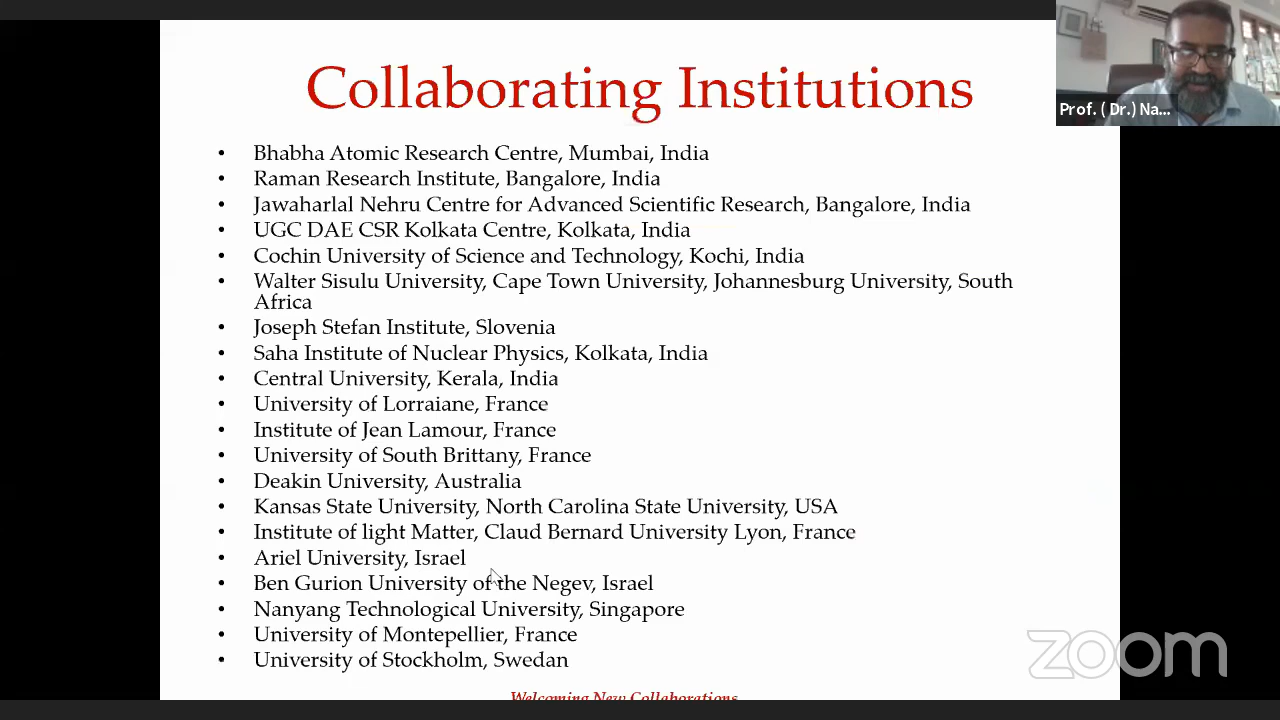 Collaborating Institutions
Prof. ( Dr.) Na...
• Bhabha Atomic Research Centre, Mumbai, India
• Raman Research Institute, Bangalore, India
• Jawaharlal Nehru Centre for Advanced Scientific Research, Bangalore, India
• UGC DAE CSR Kolkata Centre, Kolkata, India
• Cochin University of Science and Technology, Kochi, India
• Walter Sisulu University, Cape Town University, Johannesburg University, South
Africa
• Joseph Stefan Institute, Slovenia
• Saha Institute of Nuclear Physics, Kolkata, India
• Central University, Kerala, India
• University of Lorraiane, France
• Institute of Jean Lamour, France
• University of South Brittany, France
• Deakin University, Australia
• Kansas State University, North Carolina State University, USA
• Institute of light Matter, Claud Bernard University Lyon, France
• Ariel University, Israel
• Ben Gurion University of the Negev, Israel
• Nanyang Technological University, Singapore
• University of Montepellier, France
• University of Stockholm, Swedan
zoom
Welcoming New Collaborations